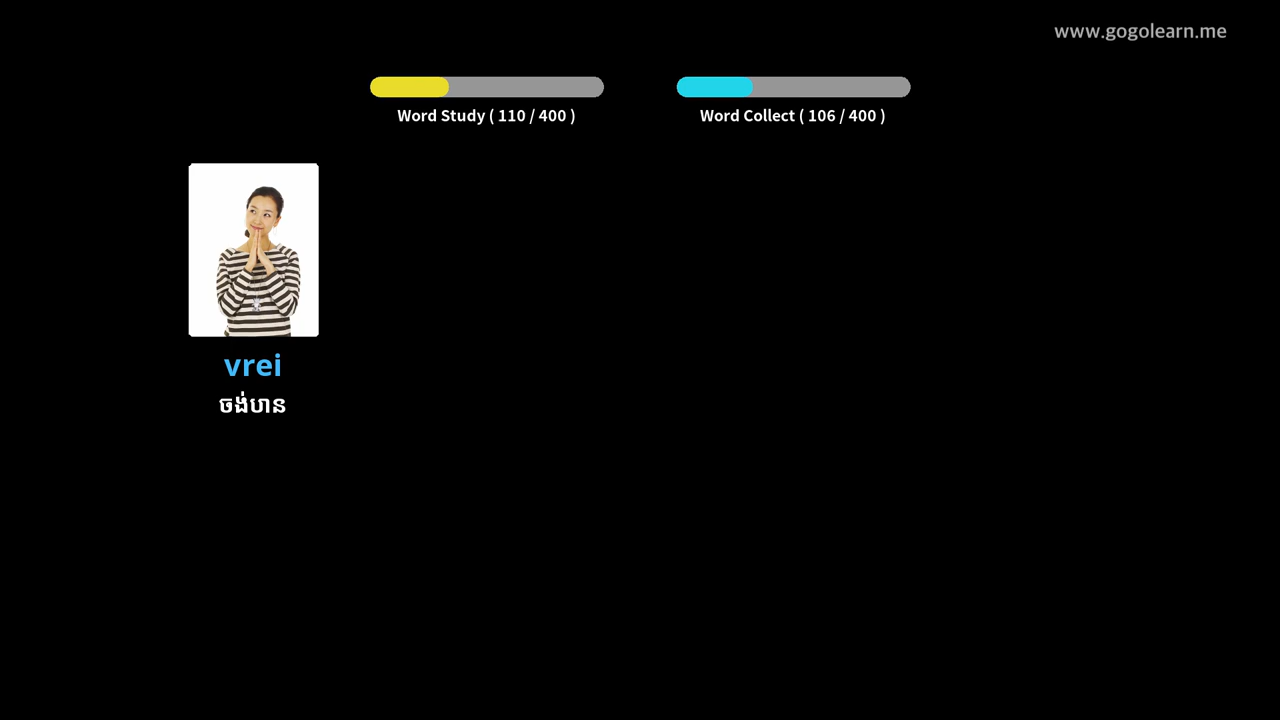 www.gogolearn.me
Word Study ( 110 / 400 )
Word Collect ( 106 / 400 )
vrei
ចង់បាន